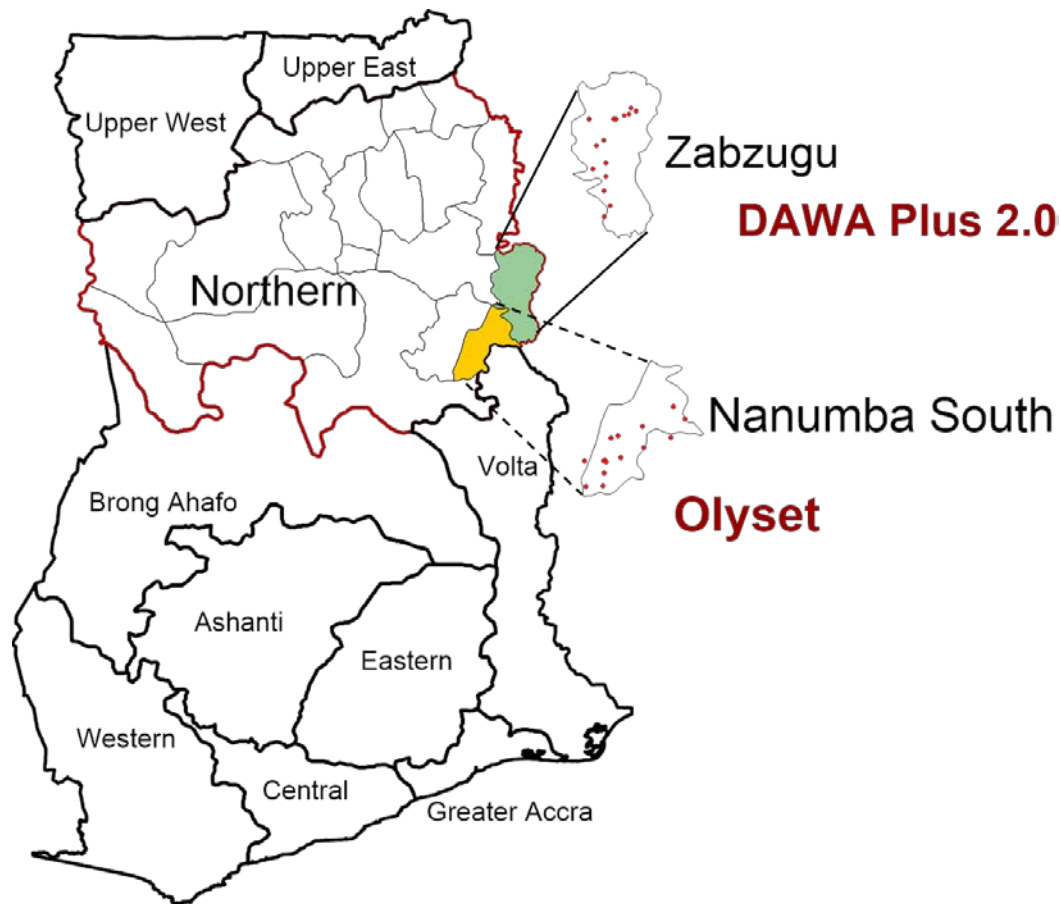 Upper East
Upper West
Zabzugu
DAWA Plus 2.0
Northern
Nanumba South
Volta
Brong Ahafo
Olyset
Ashanti
Eastern
Western
Central
Greater Accra